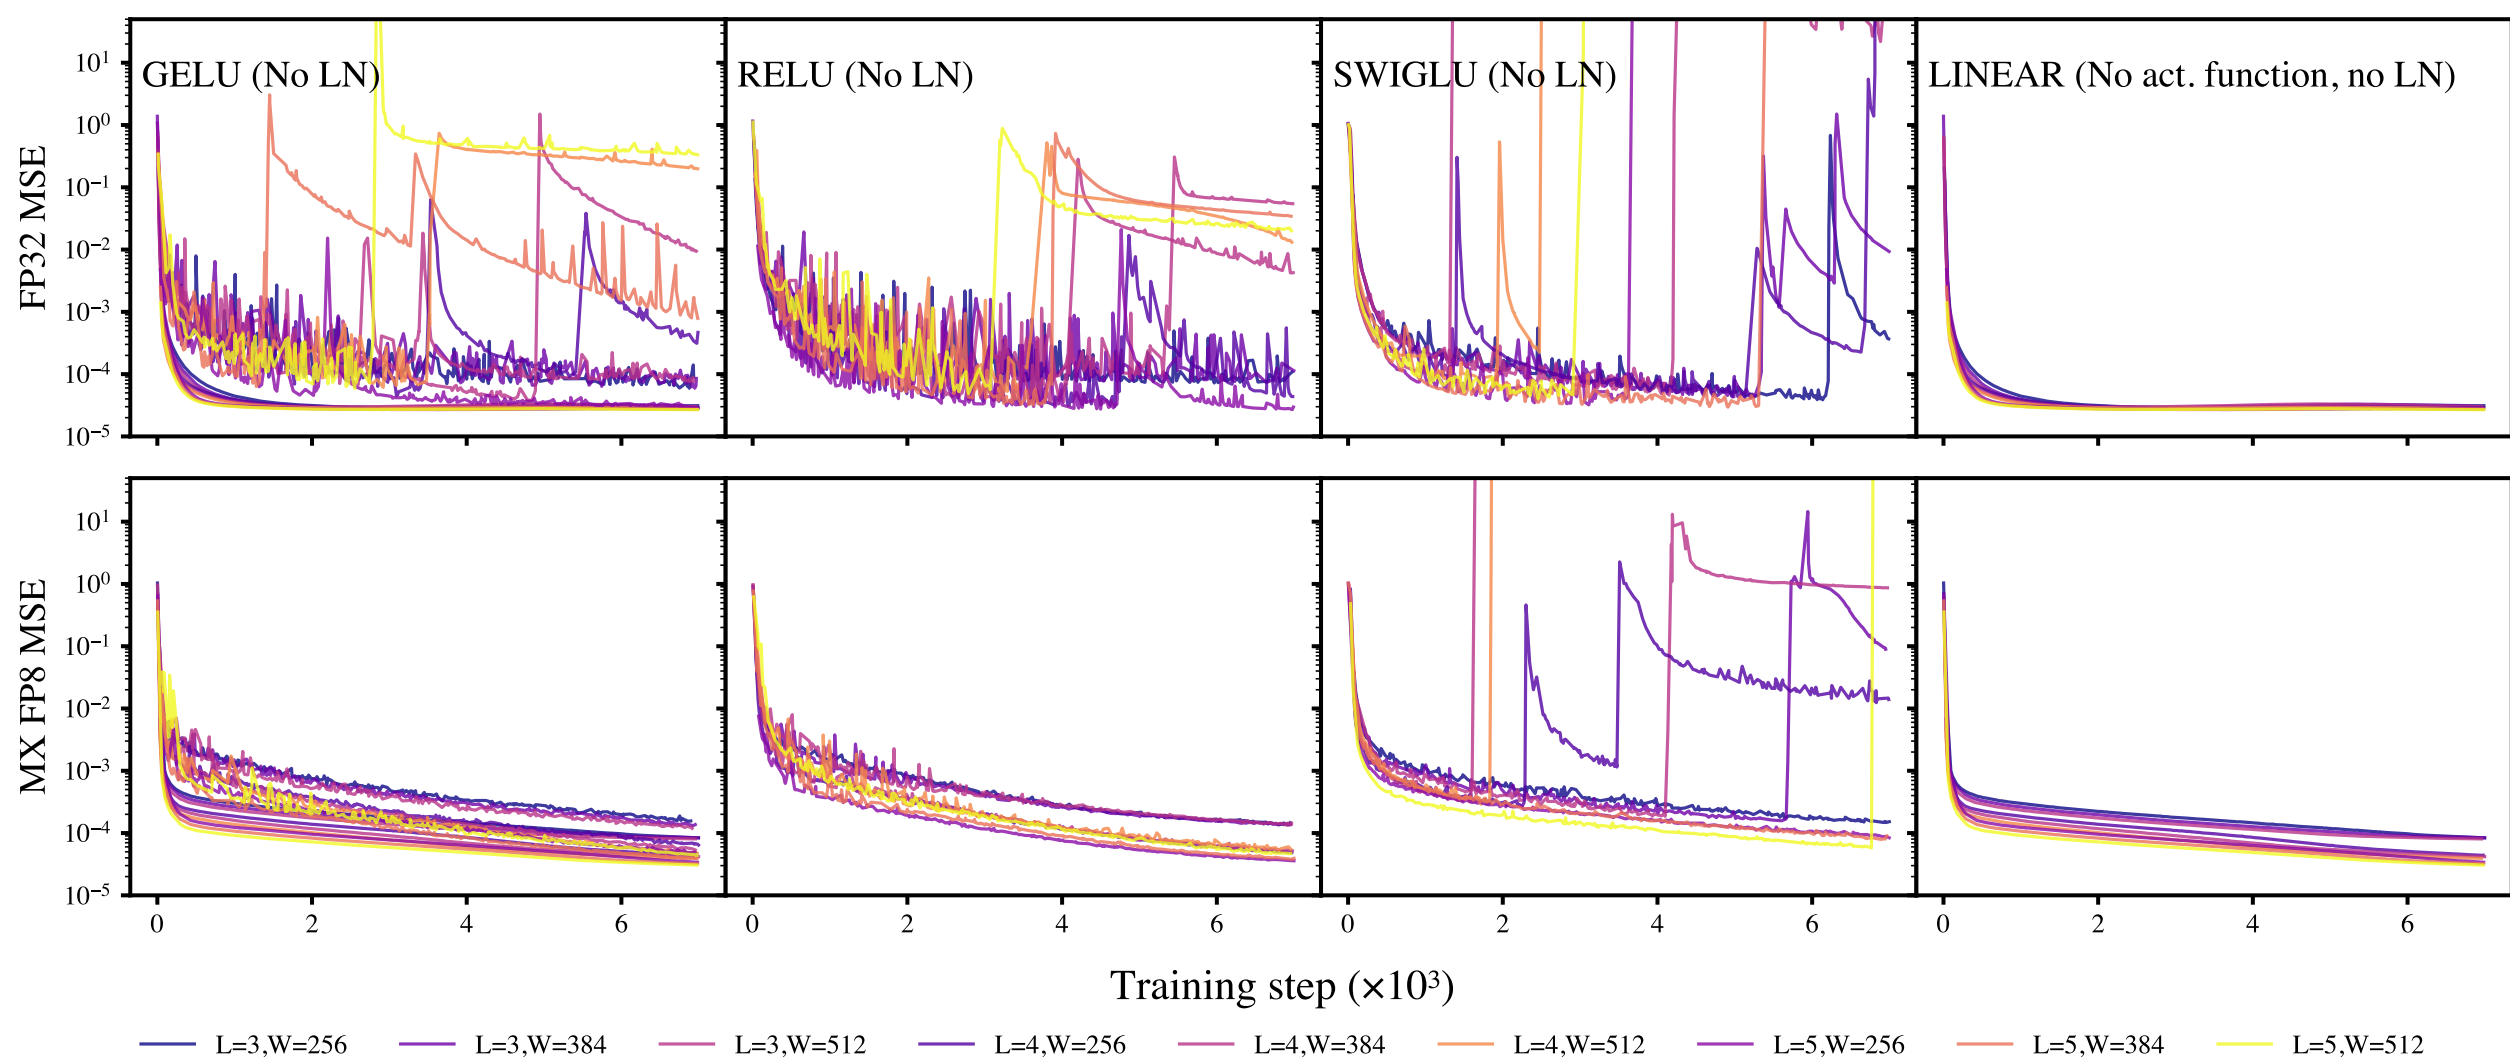 FP32 MSE
10¹
10⁰
10⁻¹
10⁻²
10⁻³
10⁻⁴
10⁻⁵
GELU (No LN)
RELU (No LN)
SWIGLU (No LN)
LINEAR (No act. function, no LN)
MX FP8 MSE
10¹
10⁰
10⁻¹
10⁻²
10⁻³
10⁻⁴
10⁻⁵
0 2 4 6
0 2 4 6
0 2 4 6
0 2 4 6
Training step (×10³)
L=3,W=256 L=3,W=384 L=3,W=512 L=4,W=256 L=4,W=384 L=4,W=512 L=5,W=256 L=5,W=384 L=5,W=512